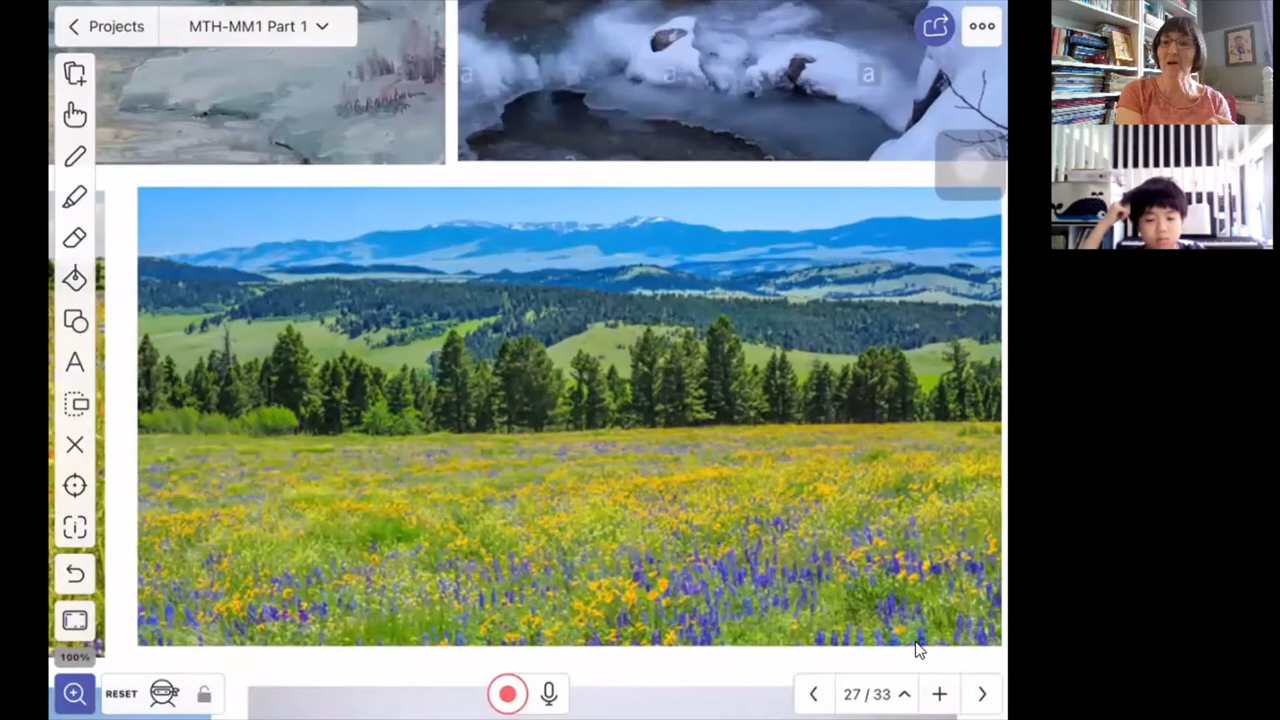 Projects
MTH-MM1 Part 1
a a a
A
100%
RESET
27 / 33